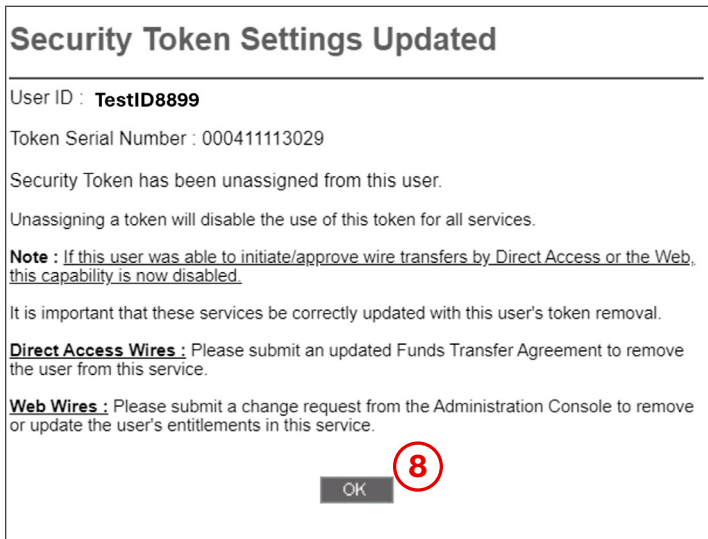 Security Token Settings Updated
User ID : TestID8899
Token Serial Number : 000411113029
Security Token has been unassigned from this user.
Unassigning a token will disable the use of this token for all services.
Note : If this user was able to initiate/approve wire transfers by Direct Access or the Web,
this capability is now disabled.
It is important that these services be correctly updated with this user's token removal.
Direct Access Wires : Please submit an updated Funds Transfer Agreement to remove
the user from this service.
Web Wires : Please submit a change request from the Administration Console to remove
or update the user's entitlements in this service.
8
OK